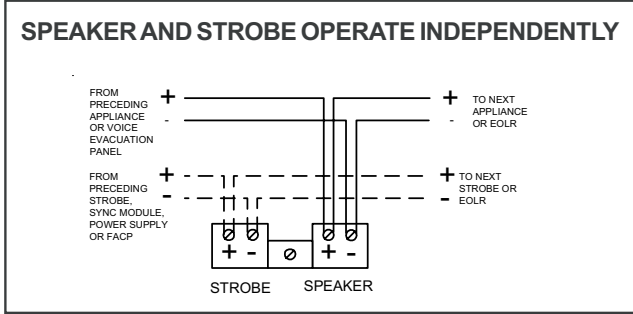 SPEAKER AND STROBE OPERATE INDEPENDENTLY
FROM
PRECEDING
APPLIANCE
OR VOICE
EVACUATION
PANEL
+
-
+
-
TO NEXT
APPLIANCE
OR EOLR
FROM
PRECEDING
STROBE,
SYNC MODULE,
POWER SUPPLY
OR FACP
+
-
+
-
TO NEXT
STROBE OR
EOLR
+ -
+ -
STROBE
SPEAKER